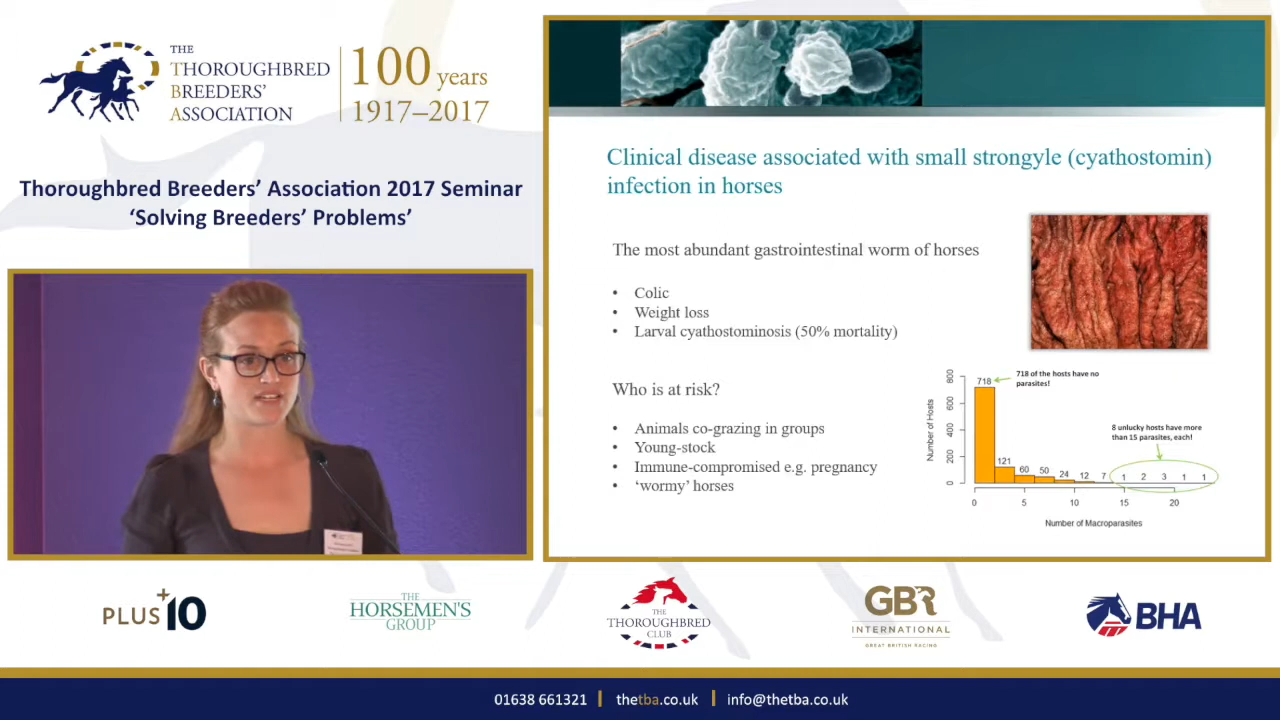 THE
THOROUGHBRED
BREEDERS'
ASSOCIATION
100 years
1917–2017
Thoroughbred Breeders' Association 2017 Seminar
'Solving Breeders' Problems'
Clinical disease associated with small strongyle (cyathostomin)
infection in horses
The most abundant gastrointestinal worm of horses
• Colic
• Weight loss
• Larval cyathostominosis (50% mortality)
Who is at risk?
• Animals co-grazing in groups
• Young-stock
• Immune-compromised e.g. pregnancy
• 'wormy' horses
718 of the hosts have no
parasites!
8 unlucky hosts have more
than 15 parasites, each!
Number of Hosts
0 200 400 600 800
718 121 60 50 24 12 7 1 2 3 1 1
0 5 10 15 20
Number of Macroparasites
PLUS+10
THE
HORSEMEN'S
GROUP
THE
THOROUGHBRED
CLUB
GBR
INTERNATIONAL
GREAT BRITISH RACING
BHA
01638 661321 | thetba.co.uk | info@thetba.co.uk